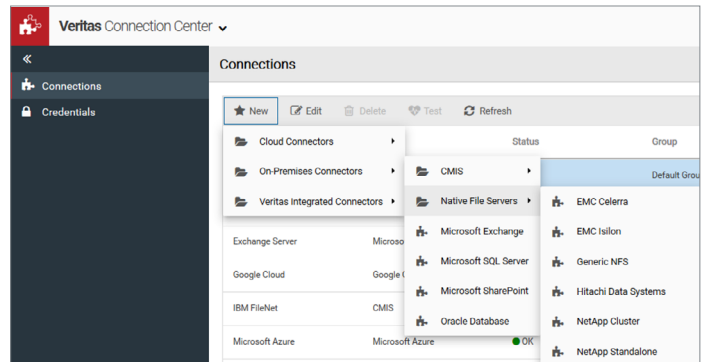 Veritas Connection Center
Connections
Connections
Credentials
New Edit Delete Test Refresh
Cloud Connectors
On-Premises Connectors
Veritas Integrated Connectors
Status Group
Default Grou
CMIS
Native File Servers
Microsoft Exchange
Microsoft SQL Server
Microsoft SharePoint
Oracle Database
EMC Celerra
EMC Isilon
Generic NFS
Hitachi Data Systems
NetApp Cluster
NetApp Standalone
Exchange Server Microso
Google Cloud Google
IBM FileNet CMIS
Microsoft Azure Microsoft Azure OK